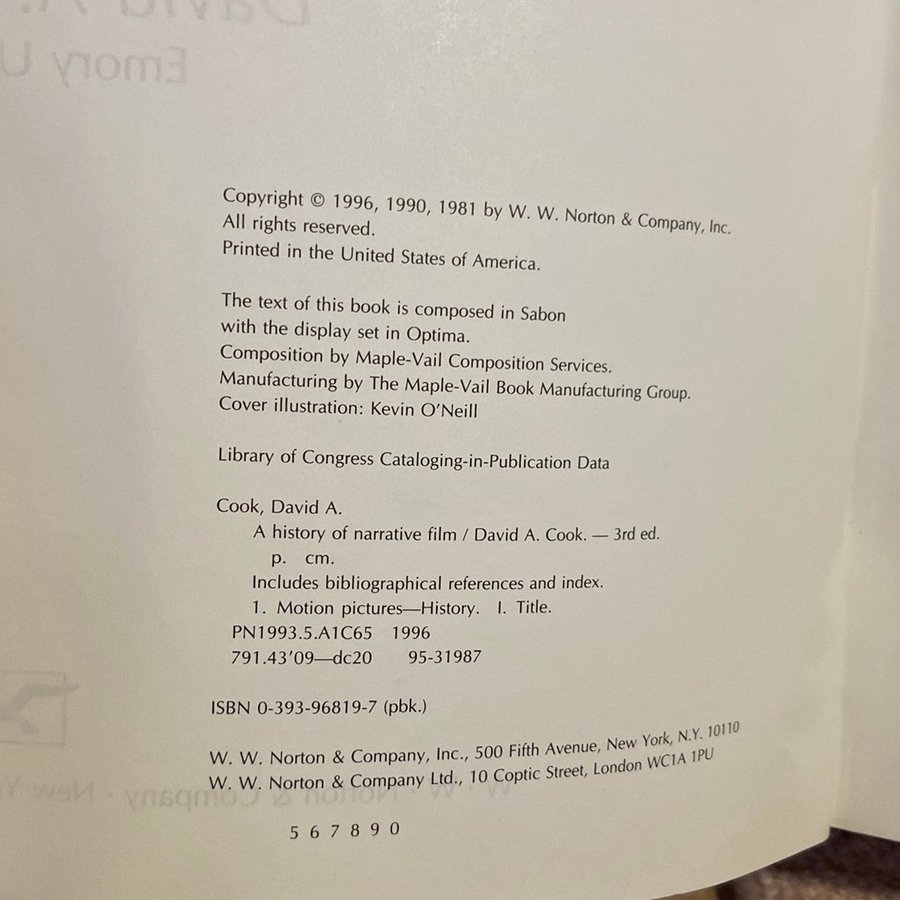 Copyright © 1996, 1990, 1981 by W. W. Norton & Company, Inc.
All rights reserved.
Printed in the United States of America.
The text of this book is composed in Sabon
with the display set in Optima.
Composition by Maple-Vail Composition Services.
Manufacturing by The Maple-Vail Book Manufacturing Group.
Cover illustration: Kevin O'Neill
Library of Congress Cataloging-in-Publication Data
Cook, David A.
A history of narrative film / David A. Cook. — 3rd ed.
p. cm.
Includes bibliographical references and index.
1. Motion pictures—History. I. Title.
PN1993.5.A1C65 1996
791.43'09—dc20 95-31987
ISBN 0-393-96819-7 (pbk.)
W. W. Norton & Company, Inc., 500 Fifth Avenue, New York, N.Y. 10110
W. W. Norton & Company Ltd., 10 Coptic Street, London WC1A 1PU
5 6 7 8 9 0